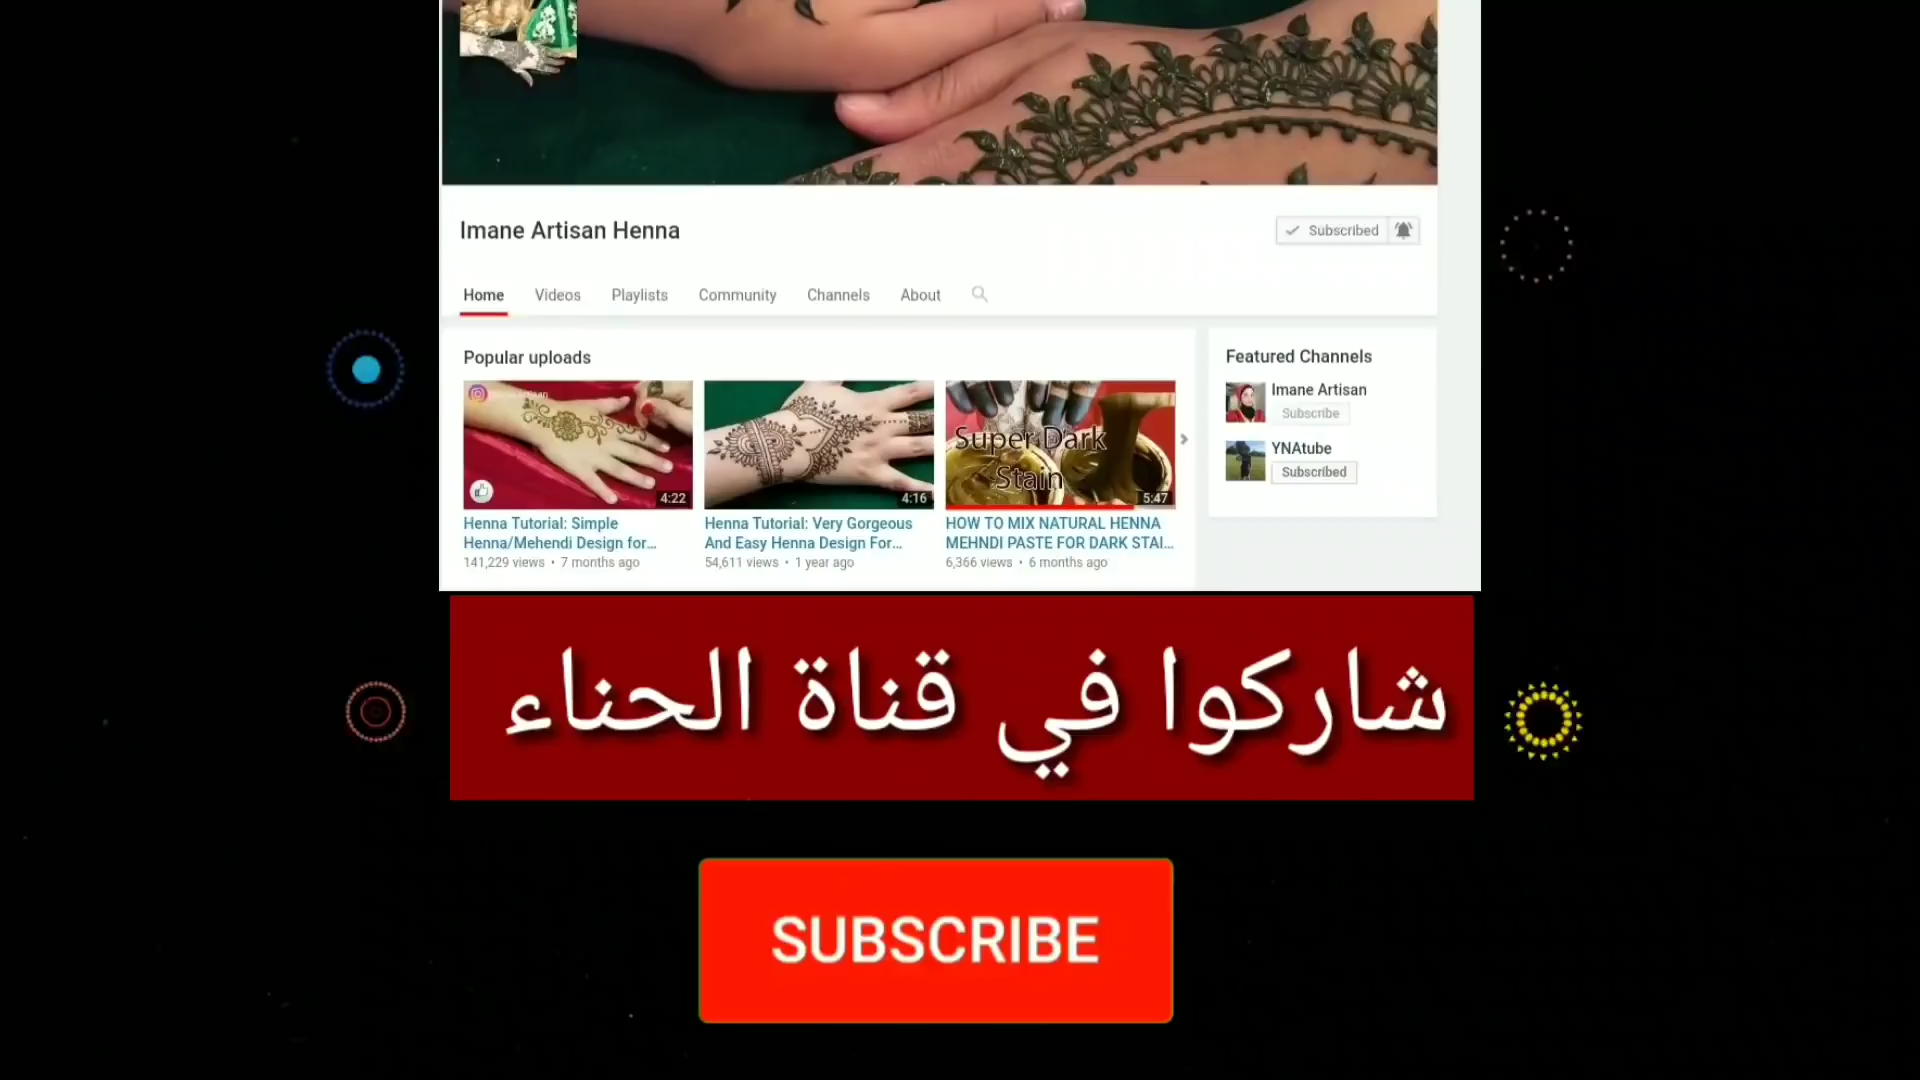 Imane Artisan Henna
Subscribed
Home Videos Playlists Community Channels About
Popular uploads
Super Dark
Stain
4:22
4:16
5:47
Henna Tutorial: Simple
Henna/Mehendi Design for...
141,229 views • 7 months ago
Henna Tutorial: Very Gorgeous
And Easy Henna Design For...
54,611 views • 1 year ago
HOW TO MIX NATURAL HENNA
MEHNDI PASTE FOR DARK STAI...
6,366 views • 6 months ago
Featured Channels
Imane Artisan
Subscribe
YNAtube
Subscribed
شاركوا في قناة الحناء
SUBSCRIBE